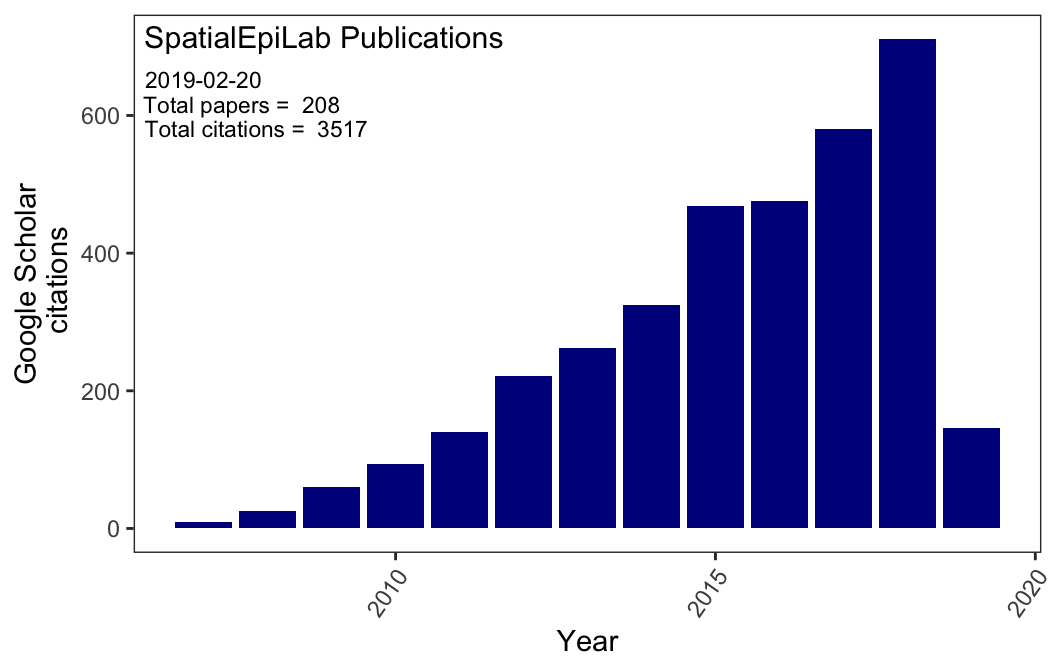 SpatialEpiLab Publications
2019-02-20
Total papers = 208
Total citations = 3517
Google Scholar
citations
600
400
200
0
2010
2015
2020
Year